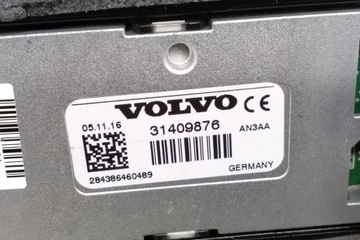 VOLVO CE
05.11.16 31409876 AN3AA
284386460489 GERMANY